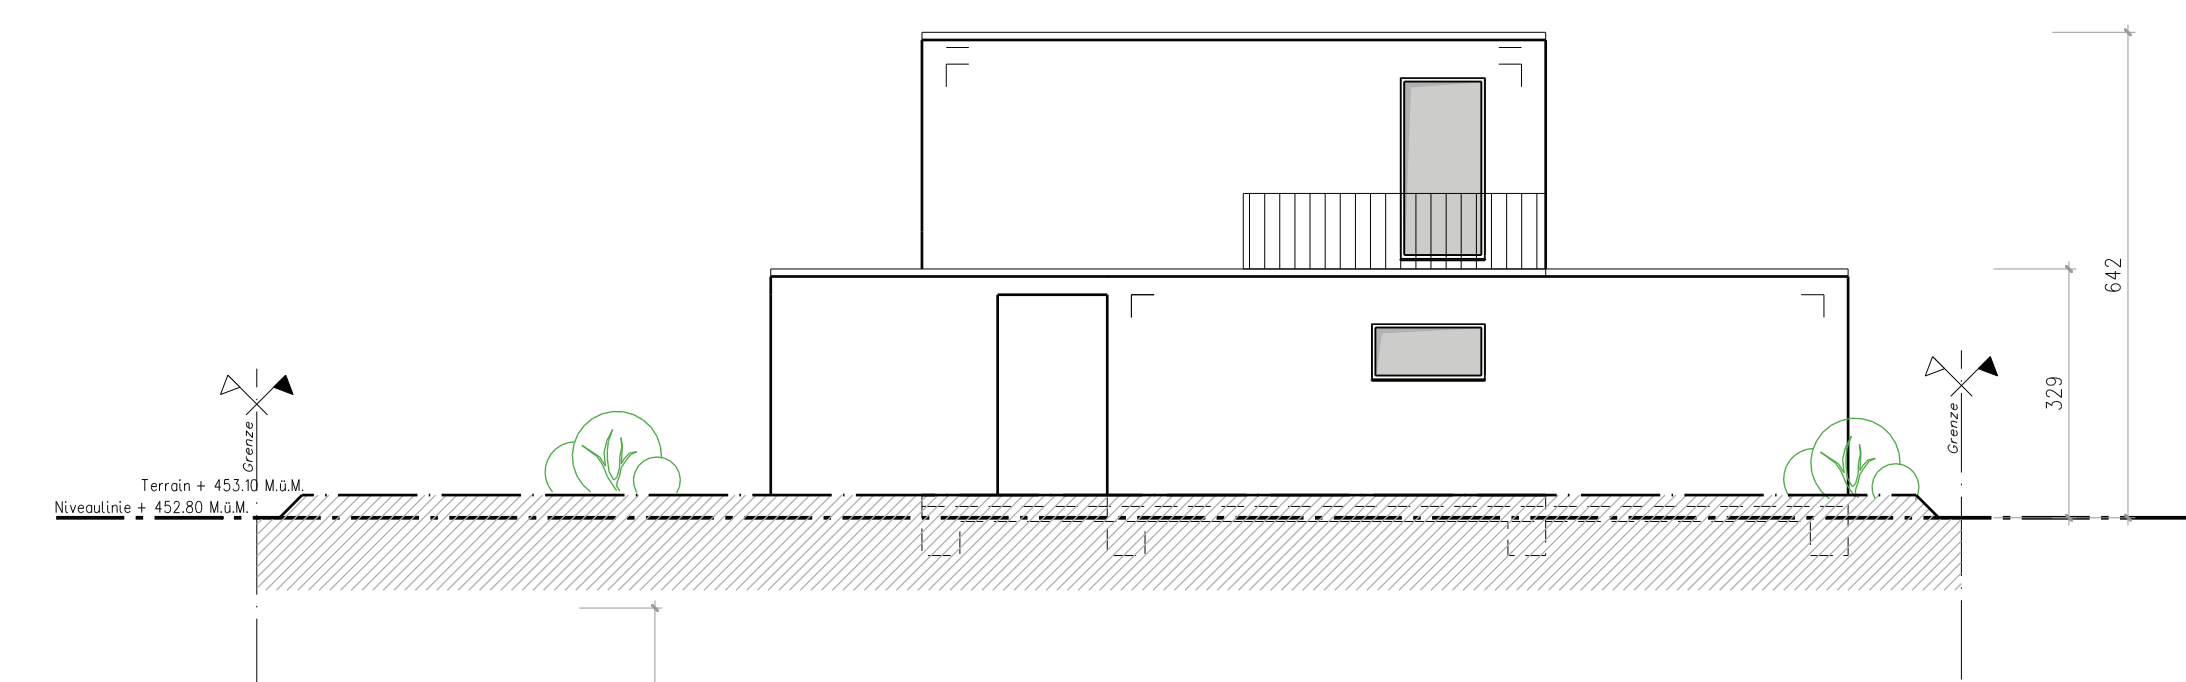 642
329
Grenze
Grenze
Terrain + 453.10 M.ü.M.
Niveaulinie + 452.80 M.ü.M.